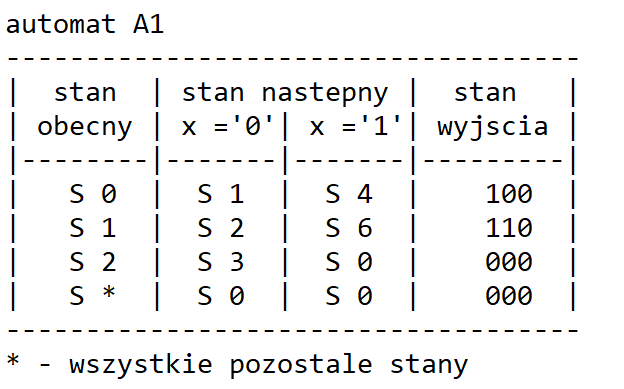 automat A1
------------------------------------
|  stan  | stan nastepny |  stan   |
| obecny | x ='0'| x ='1'| wyjscia |
|--------|-------|-------|---------|
|   S 0  |  S 1  |  S 4  |    100  |
|   S 1  |  S 2  |  S 6  |    110  |
|   S 2  |  S 3  |  S 0  |    000  |
|   S *  |  S 0  |  S 0  |    000  |
------------------------------------
* - wszystkie pozostale stany